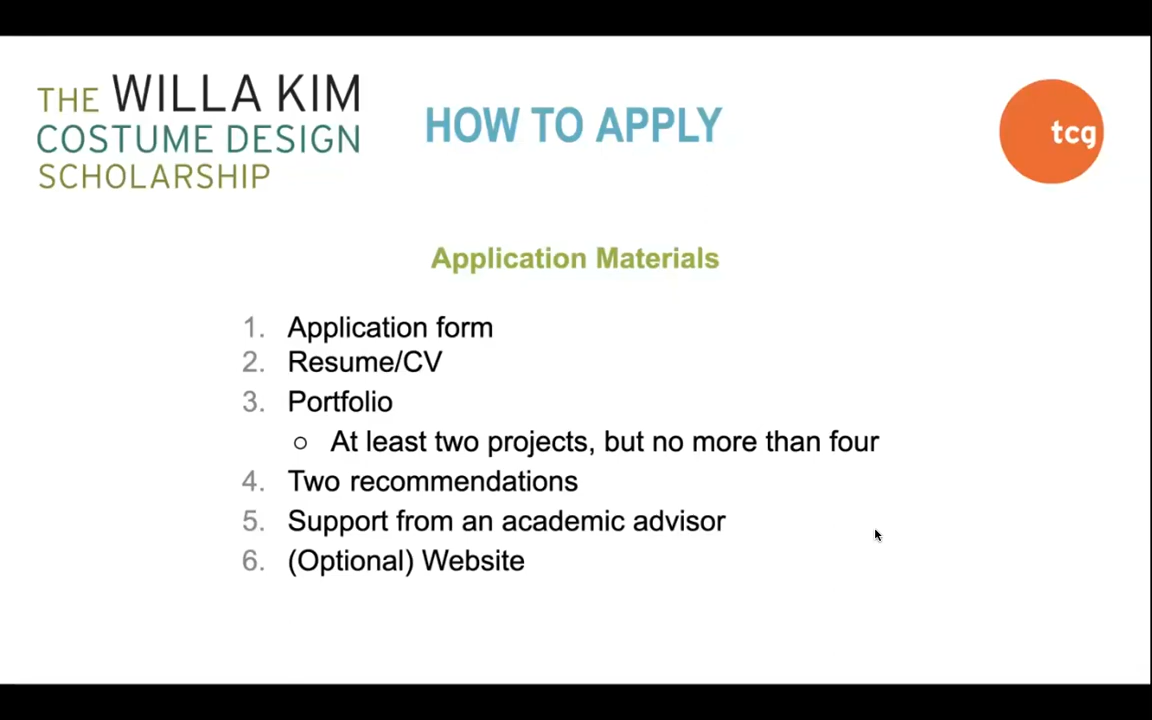 THE WILLA KIM
COSTUME DESIGN
SCHOLARSHIP
HOW TO APPLY
tcg
Application Materials
1. Application form
2. Resume/CV
3. Portfolio
○ At least two projects, but no more than four
4. Two recommendations
5. Support from an academic advisor
6. (Optional) Website